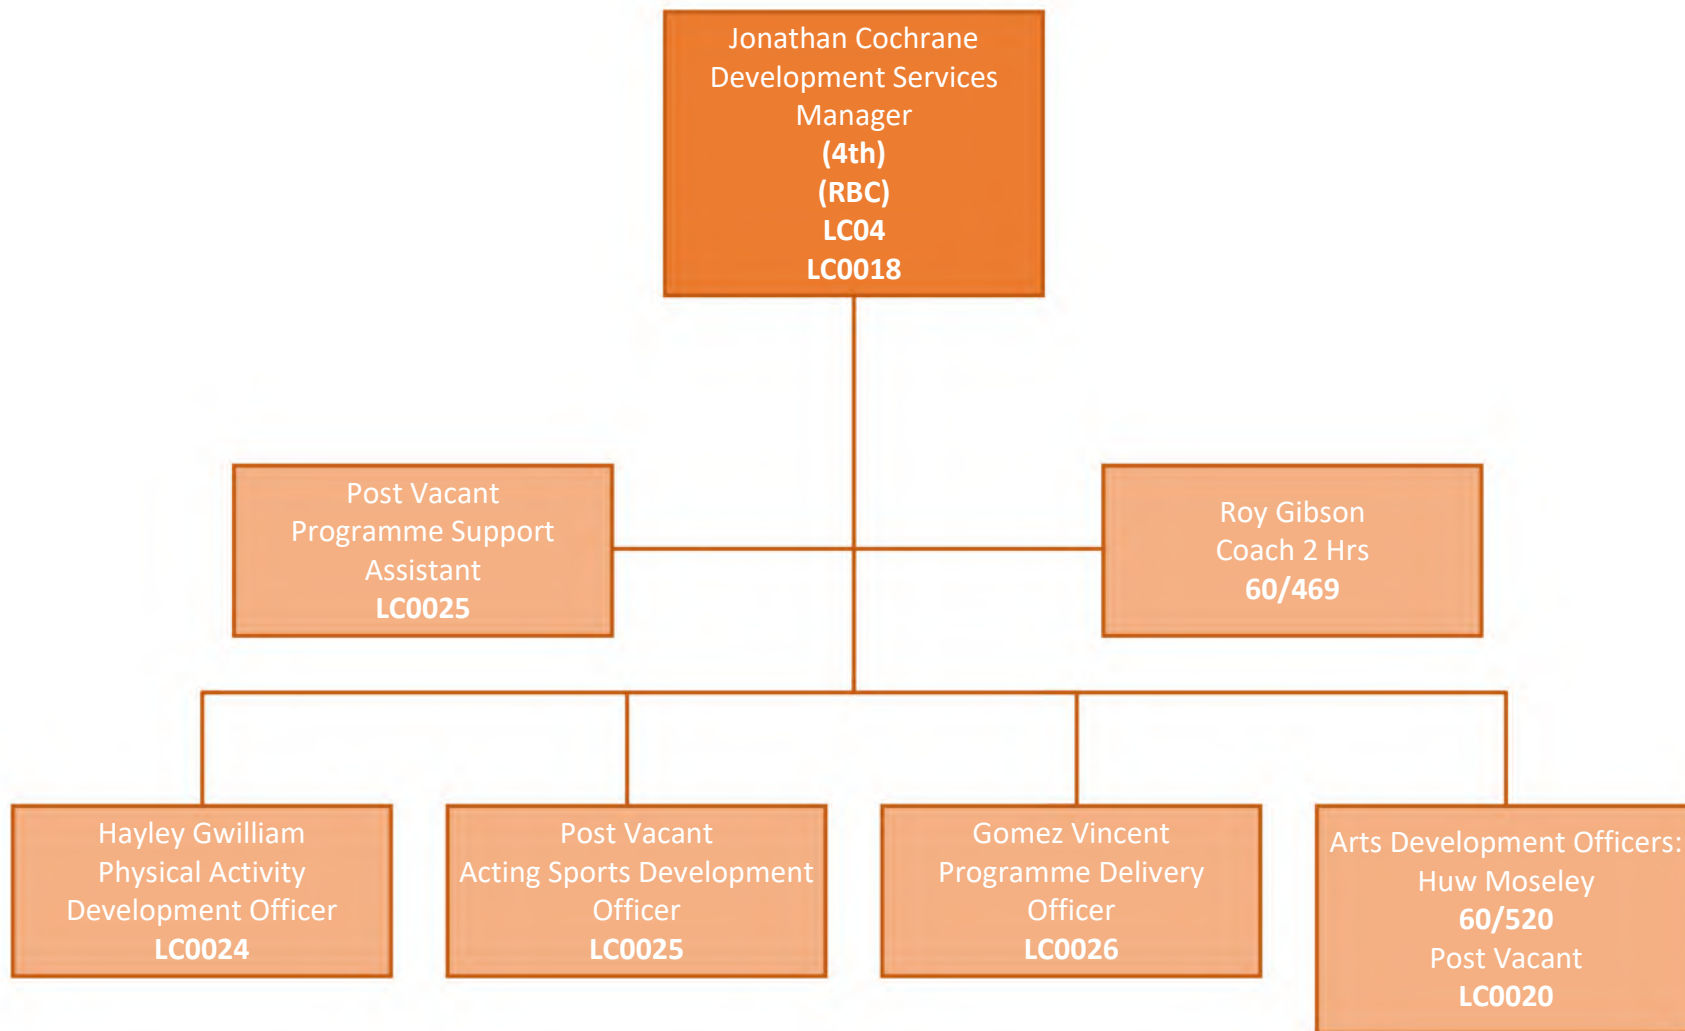 Jonathan Cochrane
Development Services
Manager
(4th)
(RBC)
LC04
LC0018
Post Vacant
Programme Support
Assistant
LC0025
Roy Gibson
Coach 2 Hrs
60/469
Hayley Gwilliam
Physical Activity
Development Officer
LC0024
Post Vacant
Acting Sports Development
Officer
LC0025
Gomez Vincent
Programme Delivery
Officer
LC0026
Arts Development Officers:
Huw Moseley
60/520
Post Vacant
LC0020